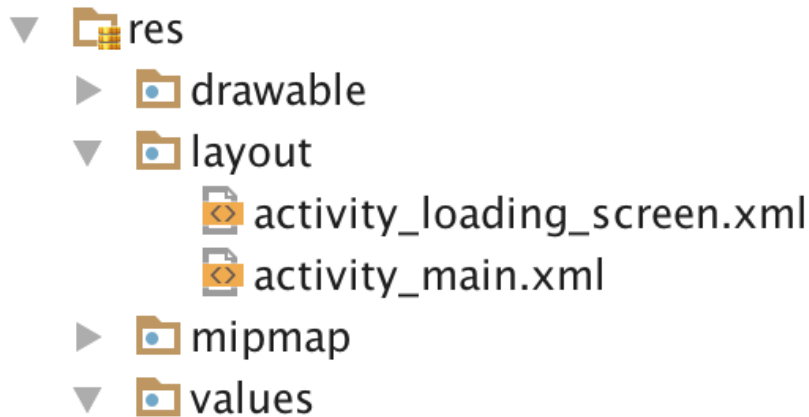 res
drawable
layout
activity_loading_screen.xml
activity_main.xml
mipmap
values